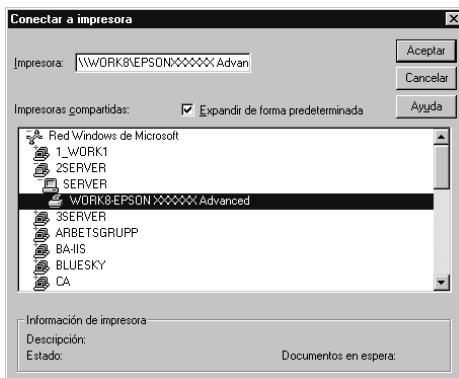 Conectar a impresora
Impresora: \\WORK8\EPSONXXXXXX Advan
Aceptar
Cancelar
Ayuda
Impresoras compartidas:
Expandir de forma predeterminada
Red Windows de Microsoft
1_WORK1
2SERVER
SERVER
WORK8-EPSON XXXXXX Advanced
3SERVER
ARBETSGRUPP
BA-IIS
BLUESKY
CA
Información de impresora
Descripción:
Estado:
Documentos en espera: